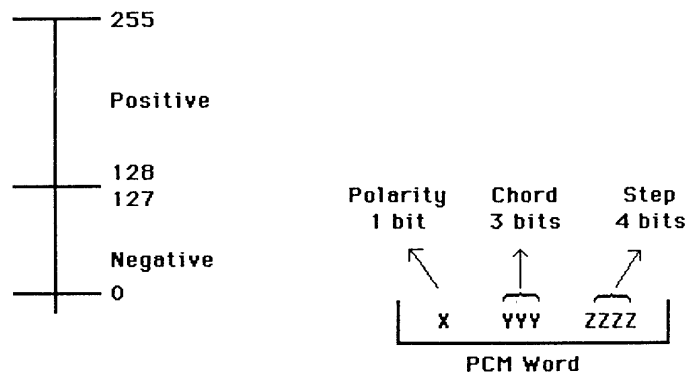 255
Positive
128
127
Negative
0
Polarity
1 bit
Chord
3 bits
Step
4 bits
X YYY ZZZZ
PCM Word